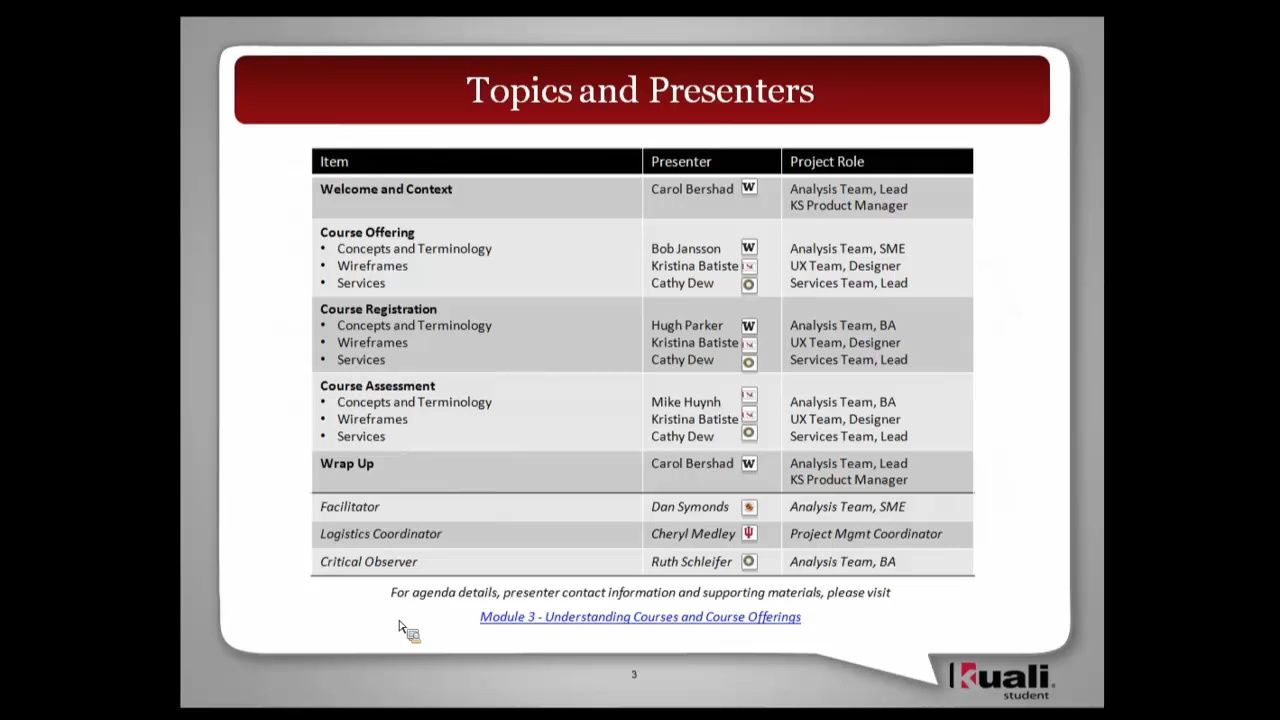 Topics and Presenters
Item Presenter Project Role
Welcome and Context Carol Bershad W Analysis Team, Lead
KS Product Manager
Course Offering
• Concepts and Terminology Bob Jansson W Analysis Team, SME
• Wireframes Kristina Batiste UX Team, Designer
• Services Cathy Dew Services Team, Lead
Course Registration
• Concepts and Terminology Hugh Parker W Analysis Team, BA
• Wireframes Kristina Batiste UX Team, Designer
• Services Cathy Dew Services Team, Lead
Course Assessment
• Concepts and Terminology Mike Huynh Analysis Team, BA
• Wireframes Kristina Batiste UX Team, Designer
• Services Cathy Dew Services Team, Lead
Wrap Up Carol Bershad W Analysis Team, Lead
KS Product Manager
Facilitator Dan Symonds Analysis Team, SME
Logistics Coordinator Cheryl Medley Project Mgmt Coordinator
Critical Observer Ruth Schleifer Analysis Team, BA
For agenda details, presenter contact information and supporting materials, please visit
Module 3 - Understanding Courses and Course Offerings
3
kuali
student